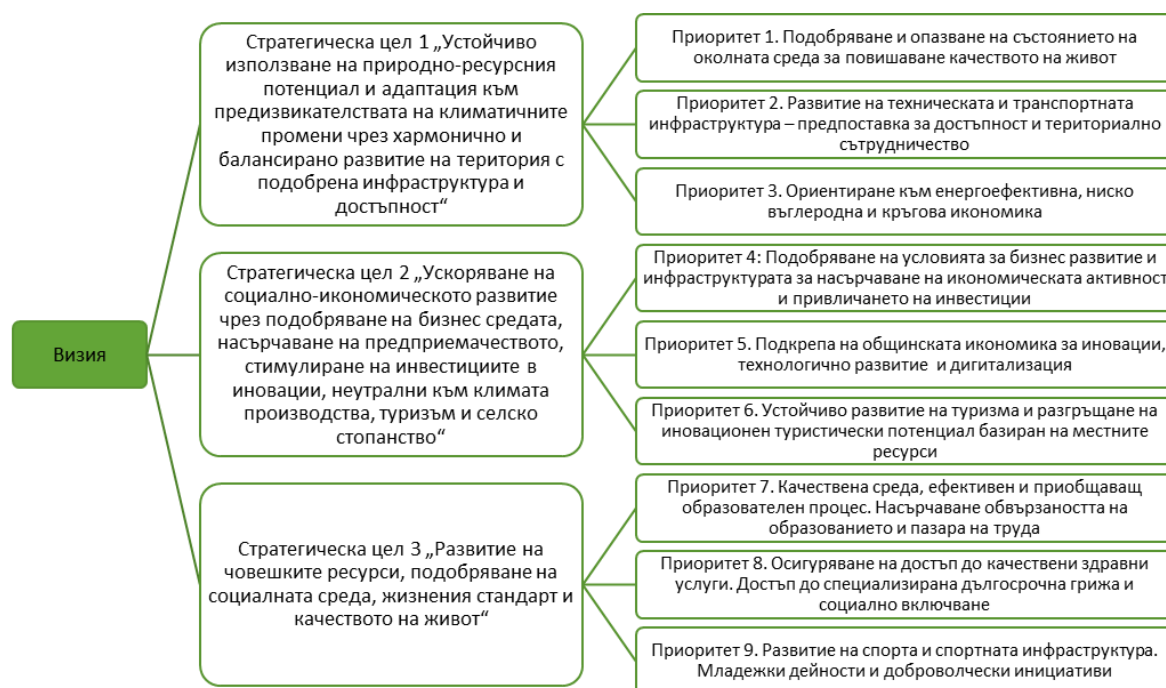 Визия
Стратегическа цел 1 „Устойчиво
използване на природно-ресурсния
потенциал и адаптация към
предизвикателствата на климатичните
промени чрез хармонично и
балансирано развитие на територия с
подобрена инфраструктура и
достъпност“
Приоритет 1. Подобряване и опазване на състоянието на
околната среда за повишаване качеството на живот
Приоритет 2. Развитие на техническата и транспортната
инфраструктура – предпоставка за достъпност и териториално
сътрудничество
Приоритет 3. Ориентиране към енергоефективна, ниско
въглеродна и кръгова икономика
Стратегическа цел 2 „Ускоряване на
социално-икономическото развитие
чрез подобряване на бизнес средата,
насърчаване на предприемачеството,
стимулиране на инвестициите в
иновации, неутрални към климата
производства, туризъм и селско
стопанство“
Приоритет 4: Подобряване на условията за бизнес развитие и
инфраструктурата за насърчаване на икономическата активност
и привличането на инвестиции
Приоритет 5. Подкрепа на общинската икономика за иновации,
технологично развитие и дигитализация
Приоритет 6. Устойчиво развитие на туризма и разгръщане на
иновационен туристически потенциал базиран на местните
ресурси
Стратегическа цел 3 „Развитие на
човешките ресурси, подобряване на
социалната среда, жизнения стандарт и
качеството на живот“
Приоритет 7. Качествена среда, ефективен и приобщаващ
образователен процес. Насърчаване обвързаността на
образованието и пазара на труда
Приоритет 8. Осигуряване на достъп до качествени здравни
услуги. Достъп до специализирана дългосрочна грижа и
социално включване
Приоритет 9. Развитие на спорта и спортната инфраструктура.
Младежки дейности и доброволчески инициативи